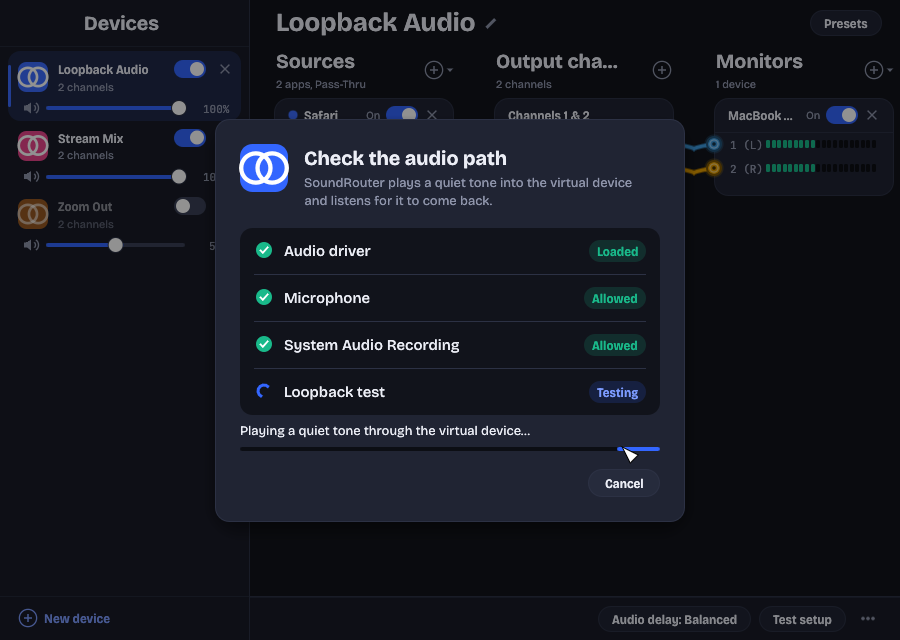 Devices
Loopback Audio
2 channels
100%
Stream Mix
2 channels
Zoom Out
2 channels
New device
Loopback Audio
Presets
Sources
2 apps, Pass-Thru
Output cha...
2 channels
Monitors
1 device
Safari
On
Channels 1 & 2
MacBook ...
On
1 (L)
2 (R)
Check the audio path
SoundRouter plays a quiet tone into the virtual device
and listens for it to come back.
Audio driver
Loaded
Microphone
Allowed
System Audio Recording
Allowed
Loopback test
Testing
Playing a quiet tone through the virtual device...
Cancel
Audio delay: Balanced
Test setup